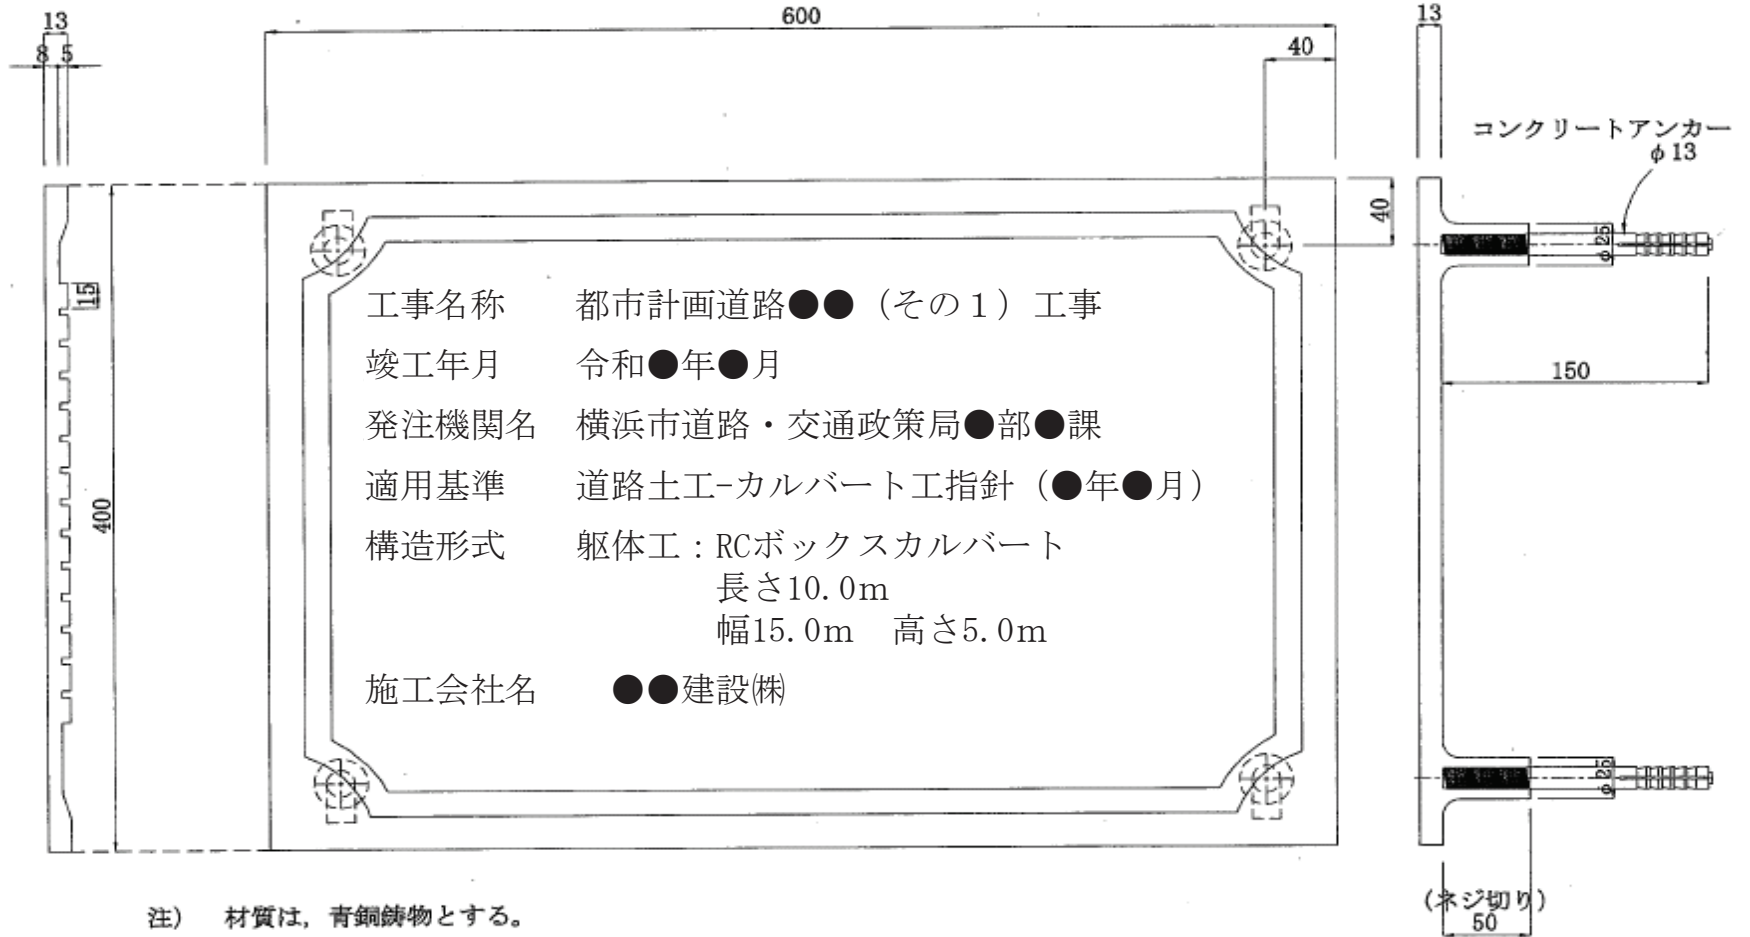 13
600
13
8 5
40
コンクリートアンカー
φ13
40
15
φ25
工事名称 都市計画道路●●(その1)工事
竣工年月 令和●年●月
発注機関名 横浜市道路・交通政策局●部●課
150
適用基準 道路土工-カルバート工指針(●年●月)
400
構造形式 躯体工:RCボックスカルバート
長さ10.0m
幅15.0m 高さ5.0m
施工会社名 ●●建設㈱
φ25
注) 材質は,青銅鋳物とする。
(ネジ切り)
50